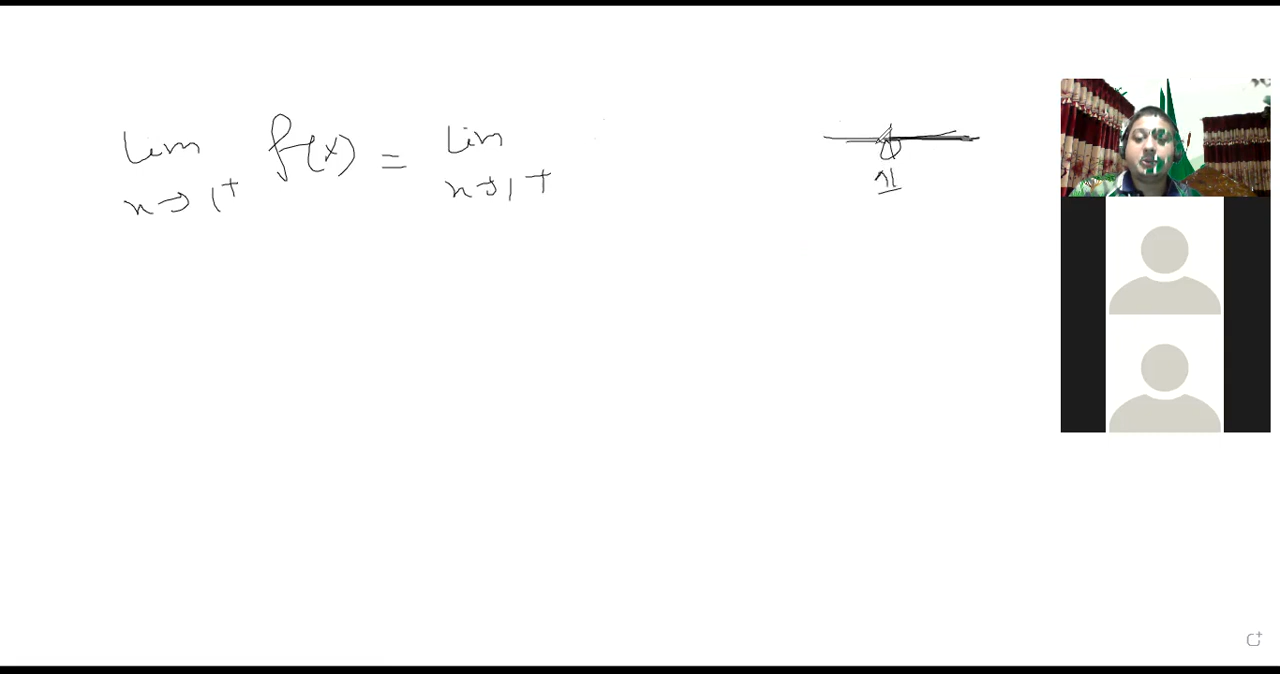 lim f(x) = lim
x→1⁺ x→1⁺